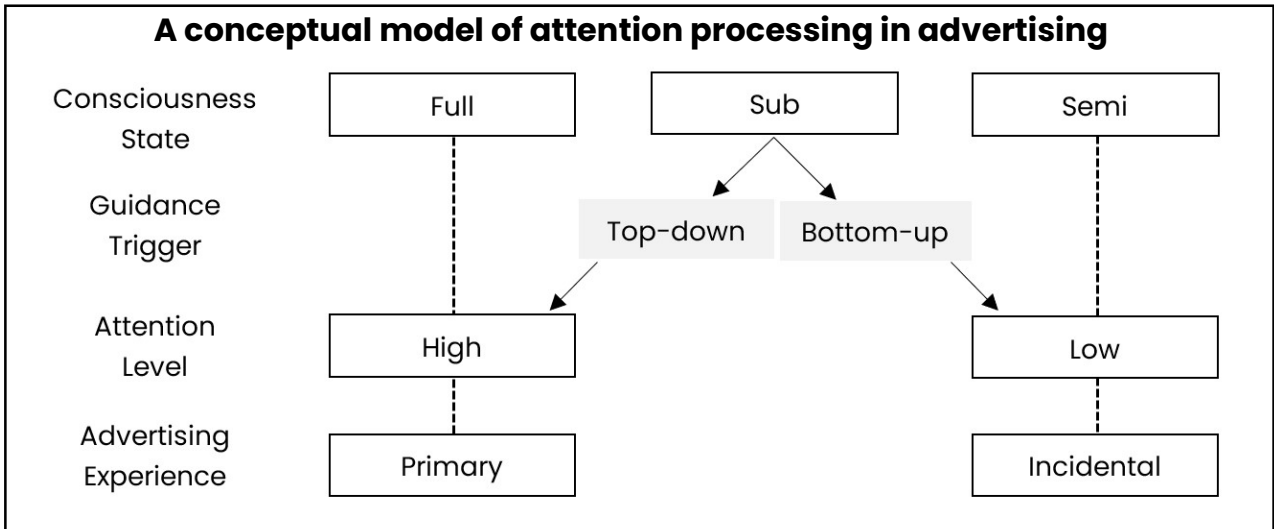 A conceptual model of attention processing in advertising
Consciousness
State
Full
Sub
Semi
Guidance
Trigger
Top-down
Bottom-up
Attention
Level
High
Low
Advertising
Experience
Primary
Incidental